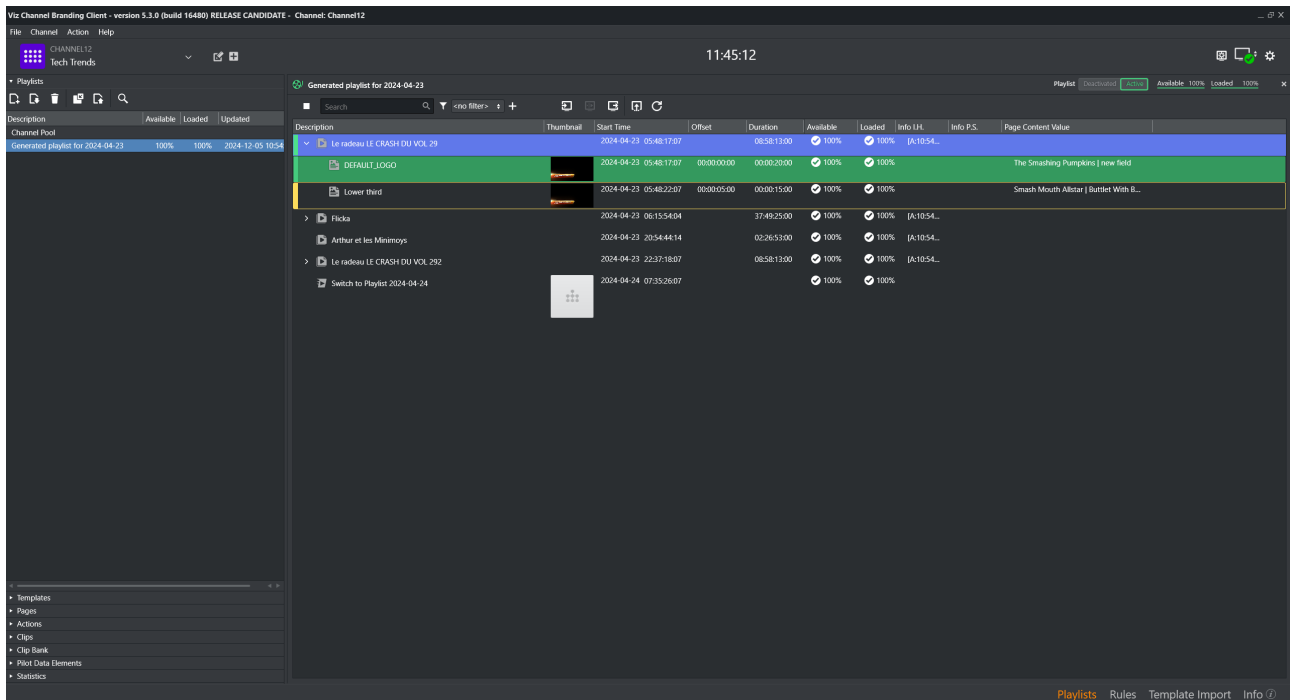 Viz Channel Branding Client - version 5.3.0 (build 16480) RELEASE CANDIDATE - Channel: Channel12
File Channel Action Help
CHANNEL12
Tech Trends
11:45:12
Playlists
Description Available Loaded Updated
Channel Pool
Generated playlist for 2024-04-23 100% 100% 2024-12-05 10:54
Generated playlist for 2024-04-23 Playlist Deactivated Active Available 100% Loaded 100%
Search <no filter>
Description Thumbnail Start Time Offset Duration Available Loaded Info I.H. Info P.S. Page Content Value
Le radeau LE CRASH DU VOL 29 2024-04-23 05:48:17:07 08:58:13:00 100% 100% [A:10:54...
DEFAULT_LOGO 2024-04-23 05:48:17:07 00:00:00:00 00:00:20:00 100% 100% The Smashing Pumpkins | new field
Lower third 2024-04-23 05:48:22:07 00:00:05:00 00:00:15:00 100% 100% Smash Mouth Allstar | Buttlet With B...
Flicka 2024-04-23 06:15:54:04 37:49:25:00 100% 100% [A:10:54...
Arthur et les Minimoys 2024-04-23 20:54:44:14 02:26:53:00 100% 100% [A:10:54...
Le radeau LE CRASH DU VOL 292 2024-04-23 22:37:18:07 08:58:13:00 100% 100% [A:10:54...
Switch to Playlist 2024-04-24 2024-04-24 07:35:26:07 100% 100%
Templates
Pages
Actions
Clips
Clip Bank
Pilot Data Elements
Statistics
Playlists Rules Template Import Info